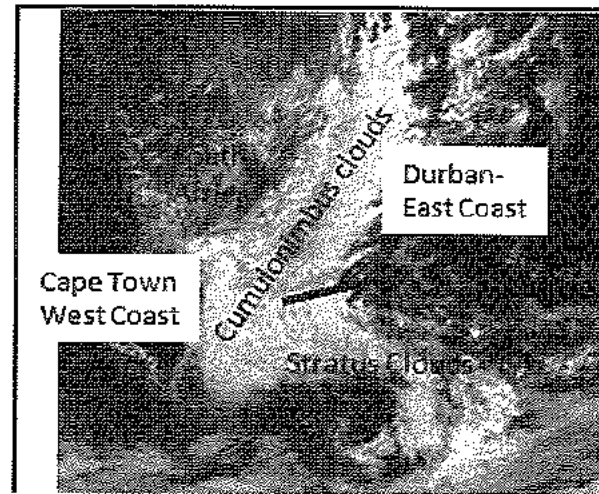 Cumulonimbus clouds
Durban-
East Coast
Cape Town
West Coast
Stratus Clouds